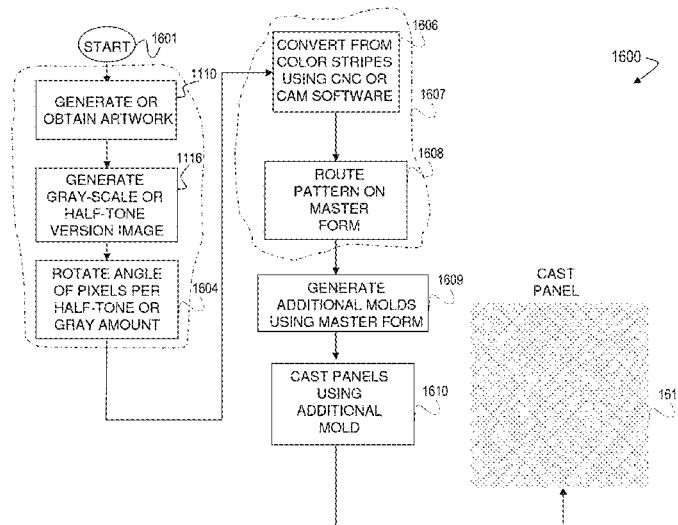 START
1601
1110
GENERATE OR
OBTAIN ARTWORK
1116
GENERATE
GRAY-SCALE OR
HALF-TONE
VERSION IMAGE
ROTATE ANGLE
OF PIXELS PER
HALF-TONE OR
GRAY AMOUNT
1604
1606
CONVERT FROM
COLOR STRIPES
USING CNC OR
CAM SOFTWARE
1607
1608
ROUTE
PATTERN ON
MASTER
FORM
1609
GENERATE
ADDITIONAL MOLDS
USING MASTER FORM
1610
CAST PANELS
USING
ADDITIONAL
MOLD
1600
CAST
PANEL
161